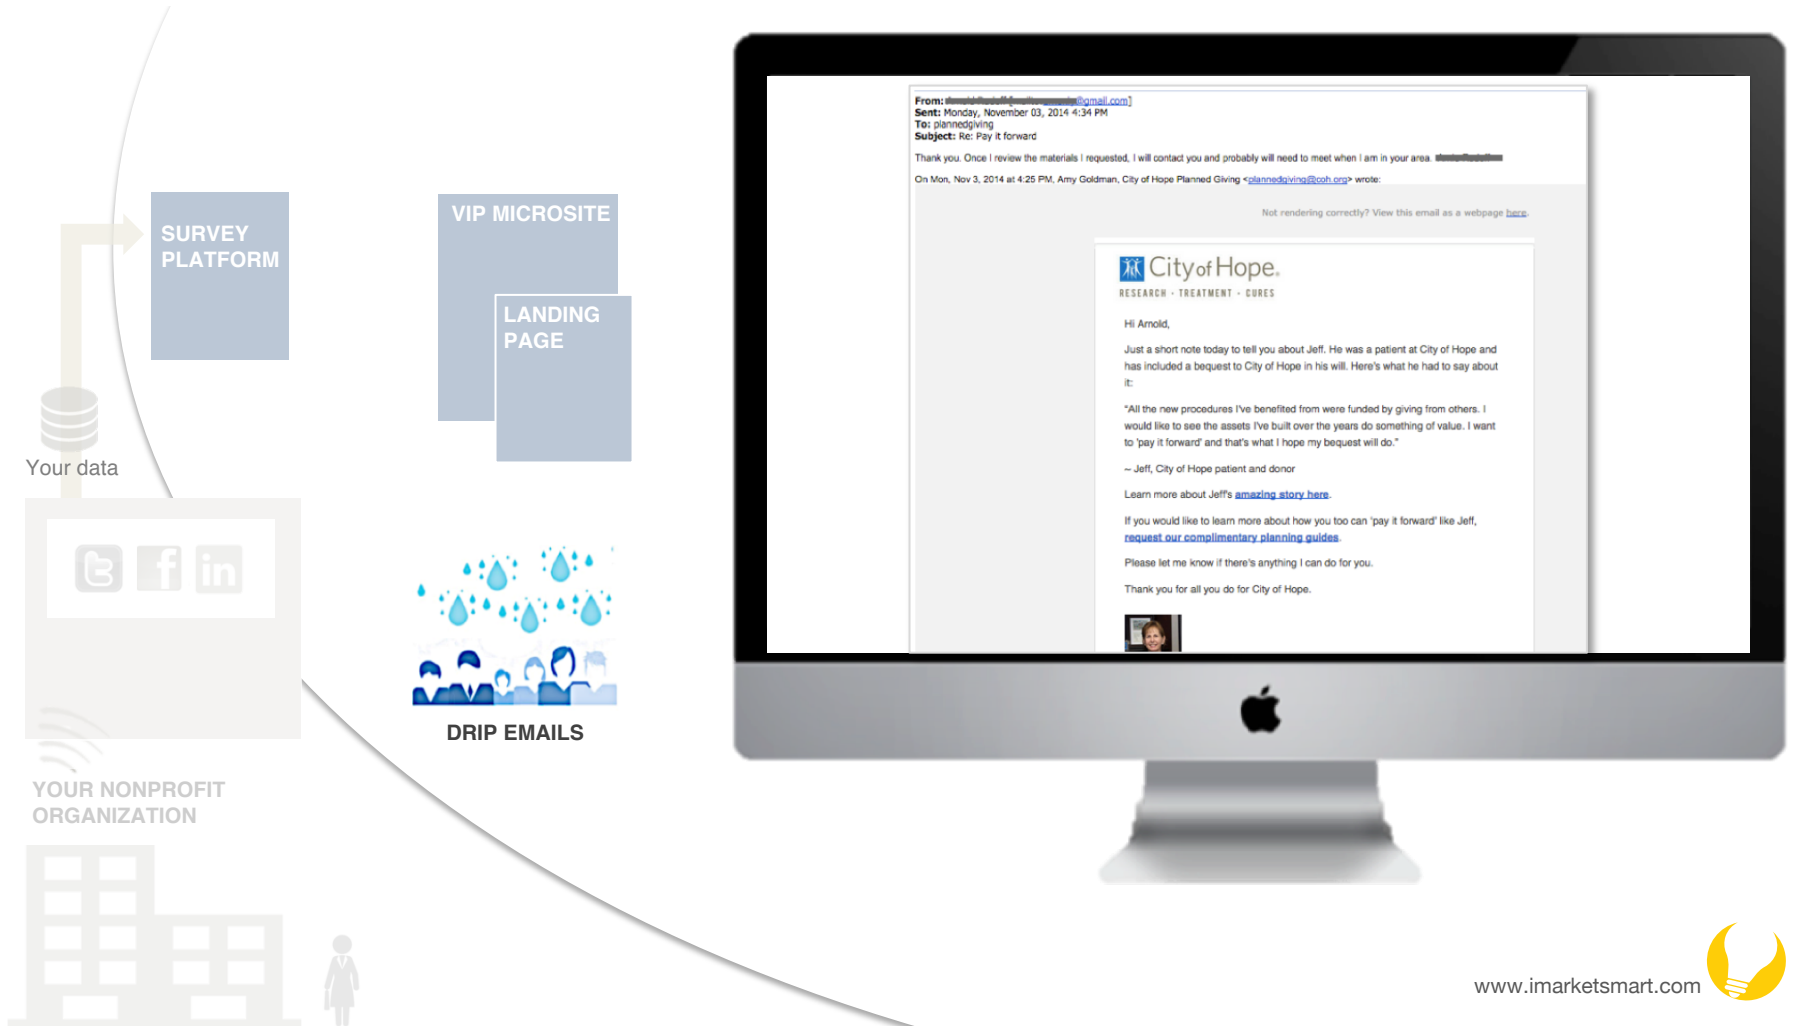 SURVEY
PLATFORM
VIP MICROSITE
LANDING
PAGE
Your data
YOUR NONPROFIT
ORGANIZATION
DRIP EMAILS
From: @gmail.com]
Sent: Monday, November 03, 2014 4:34 PM
To: plannedgiving
Subject: Re: Pay it forward
Thank you. Once I review the materials I requested, I will contact you and probably will need to meet when I am in your area.
On Mon, Nov 3, 2014 at 4:25 PM, Amy Goldman, City of Hope Planned Giving <plannedgiving@coh.org> wrote:
Not rendering correctly? View this email as a webpage here.
City of Hope.
RESEARCH · TREATMENT · CURES
Hi Arnold,
Just a short note today to tell you about Jeff. He was a patient at City of Hope and
has included a bequest to City of Hope in his will. Here's what he had to say about
it:
"All the new procedures I've benefited from were funded by giving from others. I
would like to see the assets I've built over the years do something of value. I want
to 'pay it forward' and that's what I hope my bequest will do."
~ Jeff, City of Hope patient and donor
Learn more about Jeff's amazing story here.
If you would like to learn more about how you too can 'pay it forward' like Jeff,
request our complimentary planning guides.
Please let me know if there's anything I can do for you.
Thank you for all you do for City of Hope.
www.imarketsmart.com